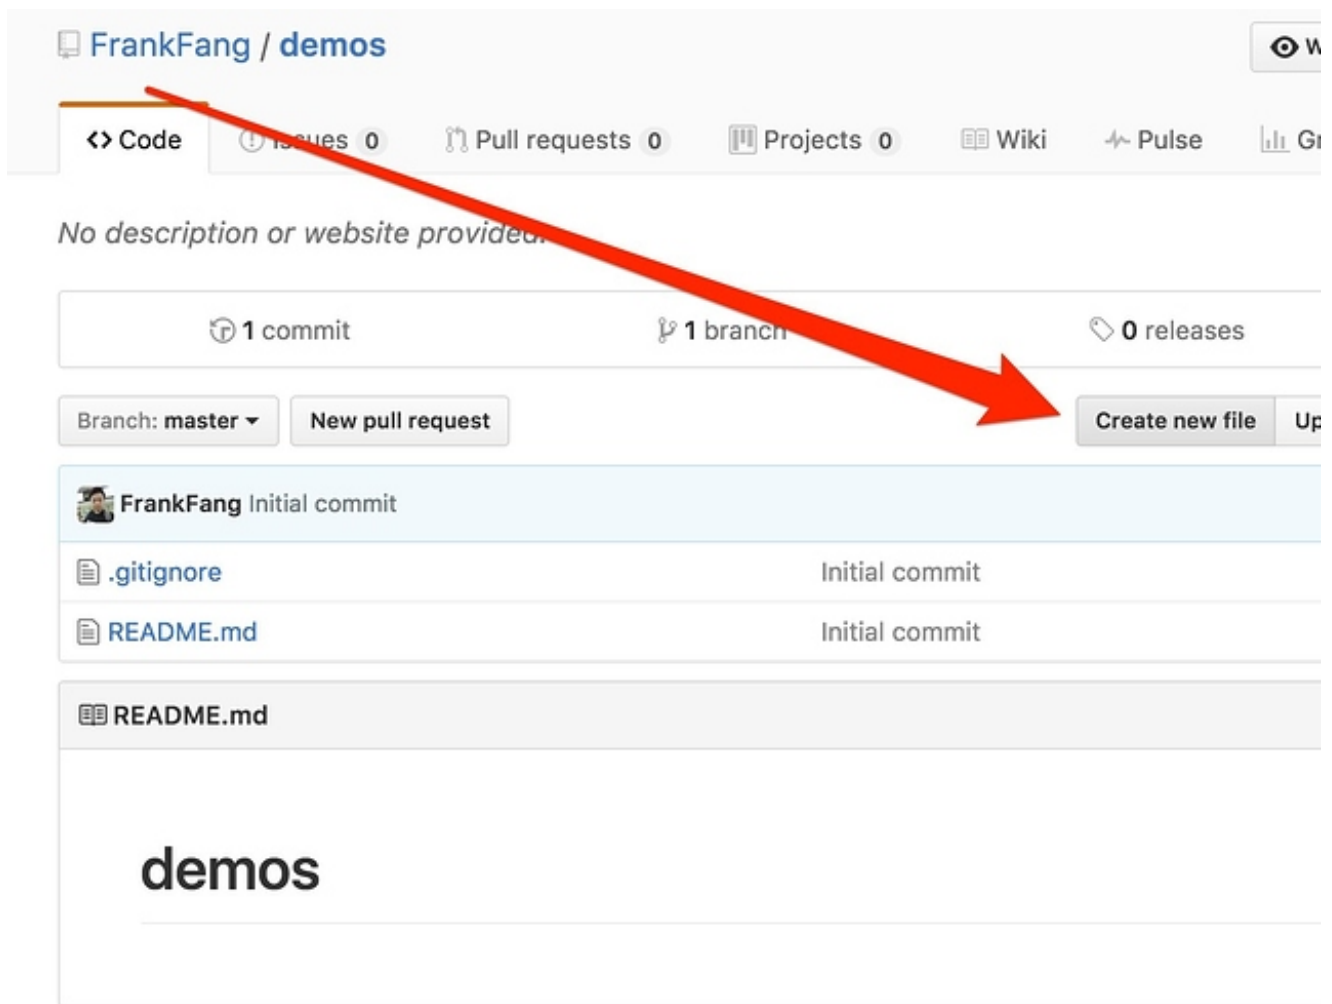 FrankFang / demos
Code Issues 0 Pull requests 0 Projects 0 Wiki Pulse
No description or website provided.
1 commit 1 branch 0 releases
Branch: master New pull request Create new file
FrankFang Initial commit
.gitignore Initial commit
README.md Initial commit
README.md
demos